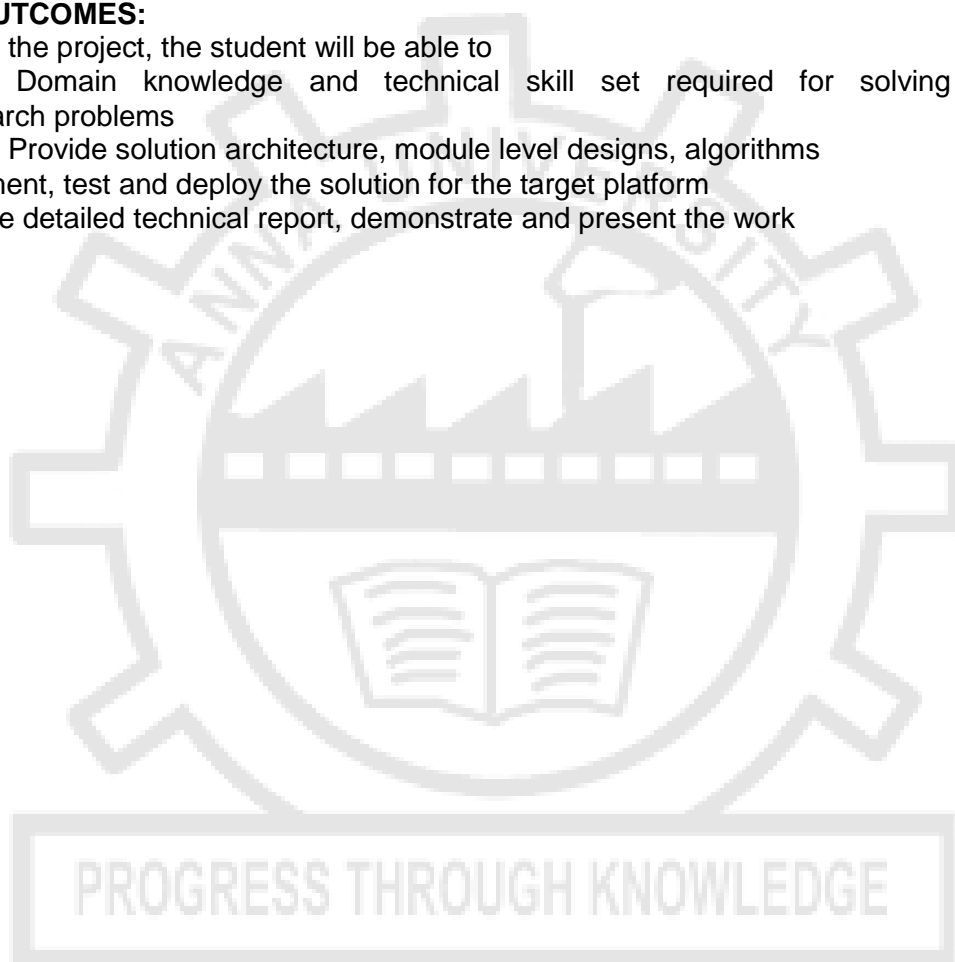 UTCOMES:
the project, the student will be able to
Domain knowledge and technical skill set required for solving
arch problems
Provide solution architecture, module level designs, algorithms
nent, test and deploy the solution for the target platform
e detailed technical report, demonstrate and present the work
ANNA UNIVERSITY
PROGRESS THROUGH KNOWLEDGE